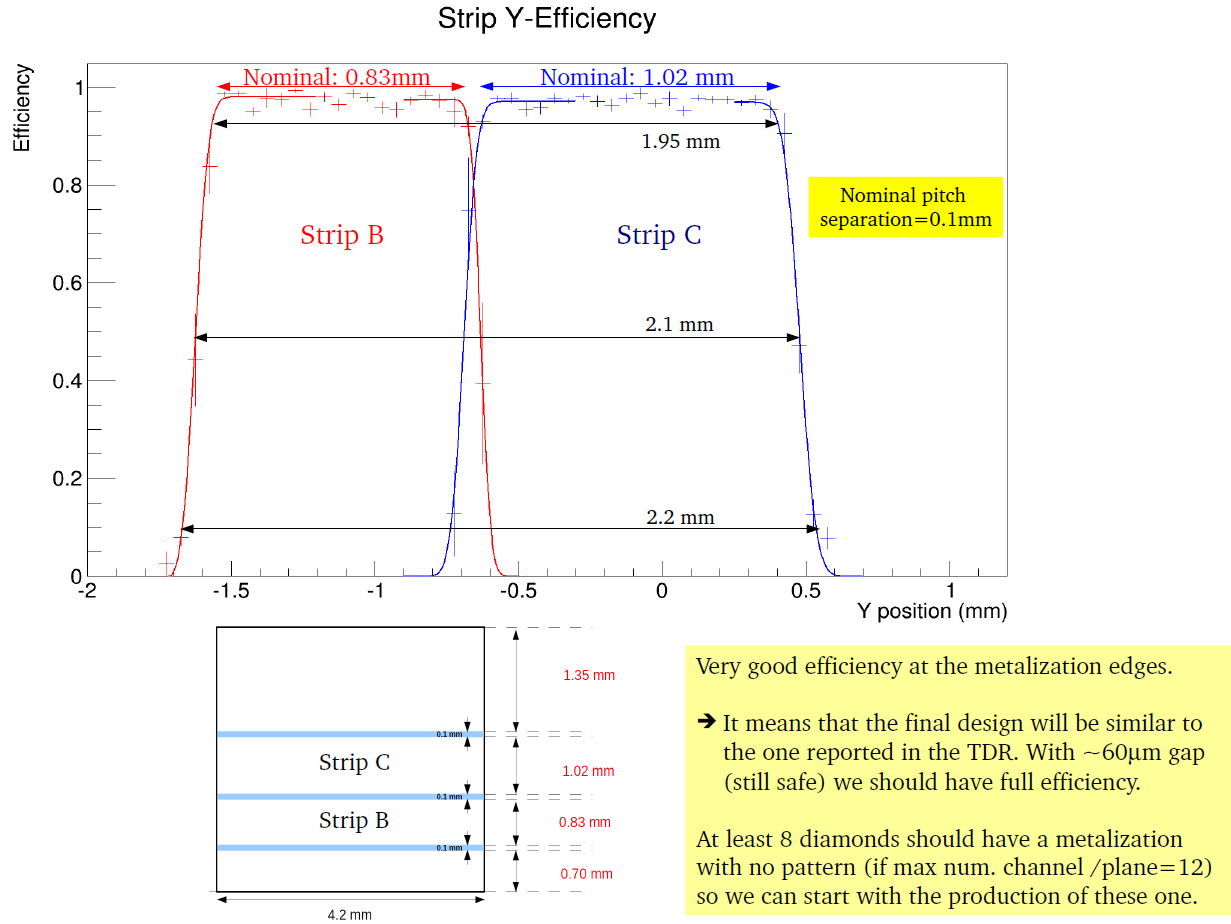 Strip Y-Efficiency
Efficiency
1
0.8
0.6
0.4
0.2
0
Nominal: 0.83mm
Nominal: 1.02 mm
1.95 mm
Nominal pitch
separation=0.1mm
Strip B
Strip C
2.1 mm
2.2 mm
-2
-1.5
-1
-0.5
0
0.5
1
Y position (mm)
1.35 mm
0.1 mm
Strip C
1.02 mm
0.1 mm
Strip B
0.83 mm
0.1 mm
0.70 mm
4.2 mm
Very good efficiency at the metalization edges.
➔ It means that the final design will be similar to
the one reported in the TDR. With ~60μm gap
(still safe) we should have full efficiency.
At least 8 diamonds should have a metalization
with no pattern (if max num. channel /plane=12)
so we can start with the production of these one.